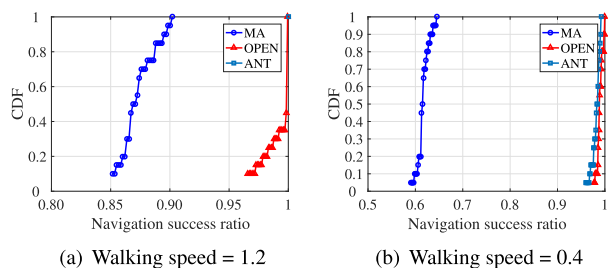 1
0.8
0.6
0.4
0.2
0
CDF
MA
OPEN
ANT
0.80 0.85 0.90 0.95 1
Navigation success ratio
(a) Walking speed = 1.2
1
0.9
0.8
0.7
0.6
0.5
0.4
0.3
0.2
0.1
0
CDF
MA
OPEN
ANT
0.5 0.6 0.7 0.8 0.9 1
Navigation success ratio
(b) Walking speed = 0.4